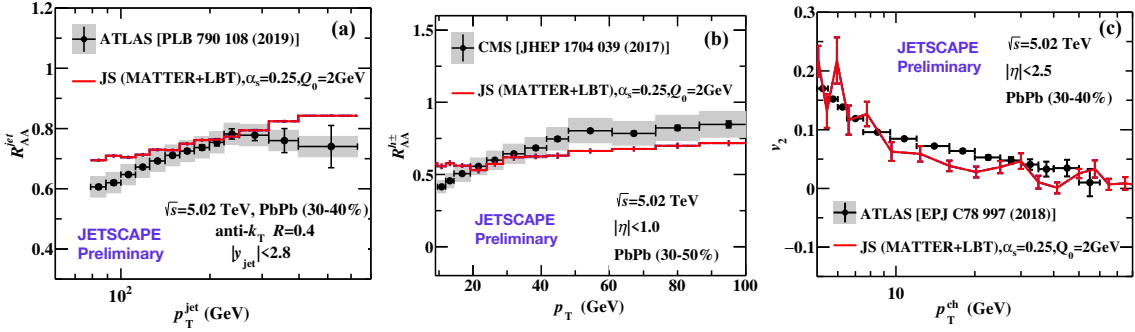 (a)
ATLAS [PLB 790 108 (2019)]
JS (MATTER+LBT),αs=0.25,Q0=2GeV
√s=5.02 TeV, PbPb (30-40%)
anti-kT R=0.4
|yjet|<2.8
JETSCAPE
Preliminary
R^jet_AA
1.2
1
0.8
0.6
0.4
10²
p^jet_T (GeV)
(b)
CMS [JHEP 1704 039 (2017)]
JS (MATTER+LBT),αs=0.25,Q0=2GeV
√s=5.02 TeV
|η|<1.0
PbPb (30-50%)
JETSCAPE
Preliminary
R^h±_AA
1.5
1
0.5
0
20 40 60 80 100
pT (GeV)
(c)
JETSCAPE
Preliminary
√s=5.02 TeV
|η|<2.5
PbPb (30-40%)
ATLAS [EPJ C78 997 (2018)]
JS (MATTER+LBT),αs=0.25,Q0=2GeV
v2
0.3
0.2
0.1
0
−0.1
10
p^ch_T (GeV)